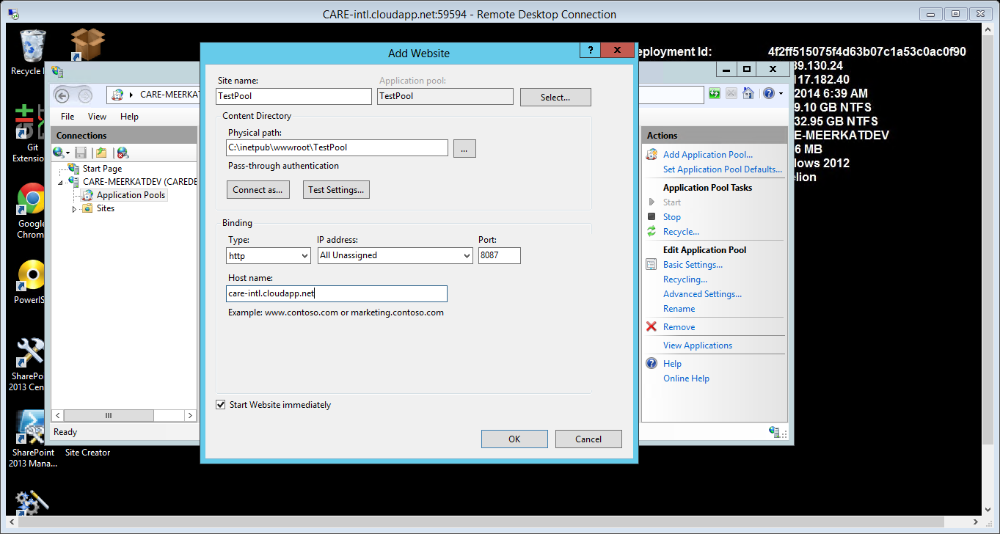 CARE-intl.cloudapp.net:59594 - Remote Desktop Connection
Recycle
Git
Extension
Google
Chrom
SharePo
2013 Cen
SharePoint
2013 Mana...
Site Creator
eployment Id: 4f2ff515075f4d63b07c1a53c0ac0f90
39.130.24
117.182.40
2014 6:39 AM
9.10 GB NTFS
32.95 GB NTFS
E-MEERKATDEV
6 MB
dows 2012
elion
CARE-MEERKAT
File View Help
Connections
Start Page
CARE-MEERKATDEV (CAREDE
Application Pools
Sites
Ready
Add Website
?
X
Site name:
Application pool:
TestPool
TestPool
Select...
Content Directory
Physical path:
C:\inetpub\wwwroot\TestPool
...
Pass-through authentication
Connect as...
Test Settings...
Binding
Type:
IP address:
Port:
http
All Unassigned
8087
Host name:
care-intl.cloudapp.net
Example: www.contoso.com or marketing.contoso.com
Start Website immediately
OK
Cancel
Actions
Add Application Pool...
Set Application Pool Defaults...
Application Pool Tasks
Start
Stop
Recycle...
Edit Application Pool
Basic Settings...
Recycling...
Advanced Settings...
Rename
Remove
View Applications
Help
Online Help